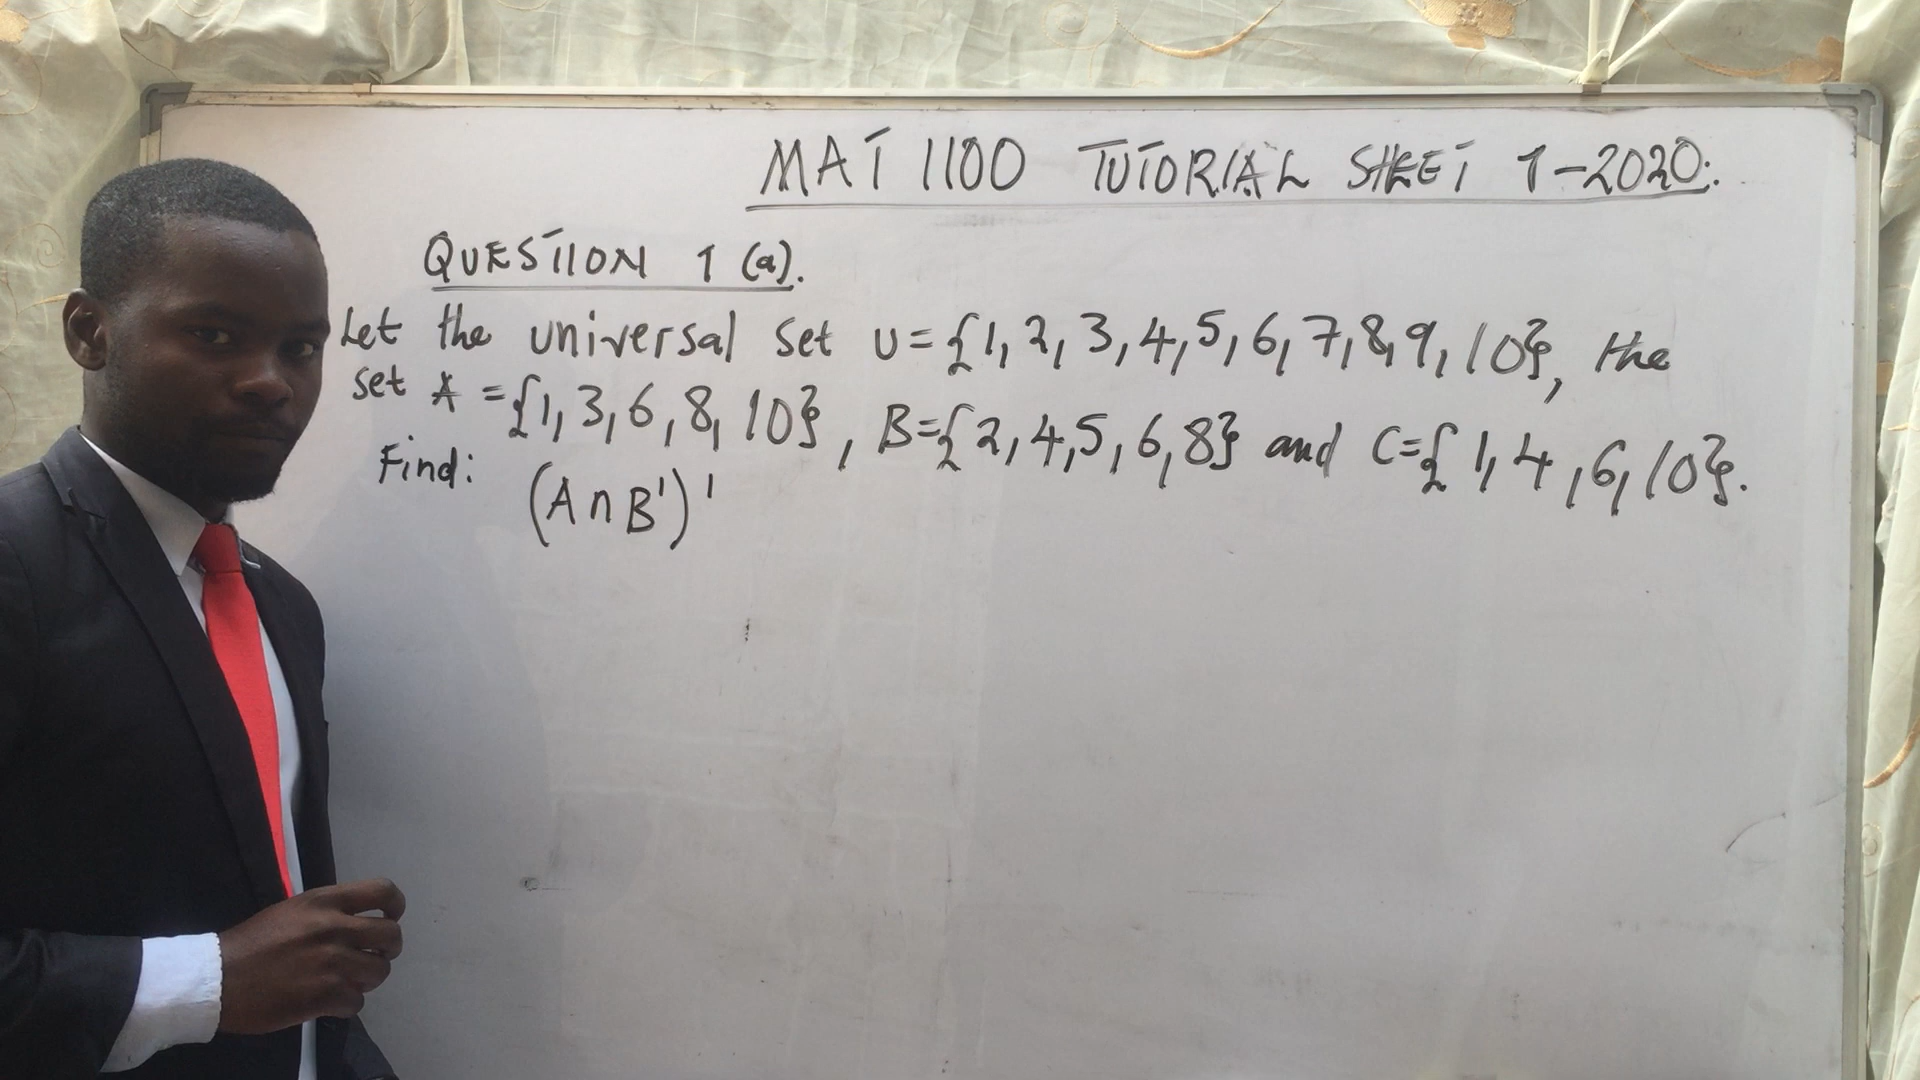 MAT 1100 TUTORIAL SHEET 1-2020:
QUESTION 1 (a).
Let the universal set U={1, 2, 3, 4, 5, 6, 7, 8, 9, 10}, the
set A={1, 3, 6, 8, 10}, B={2, 4, 5, 6, 8} and C={1, 4, 6, 10}.
Find: (A∩B')'